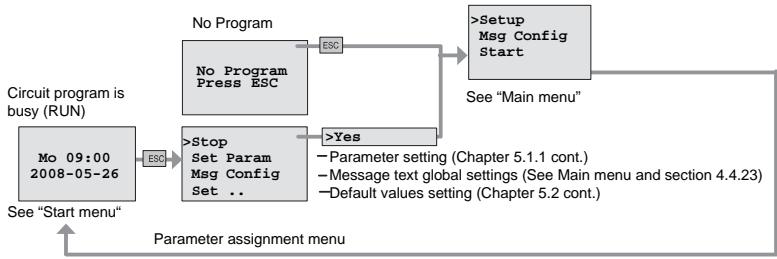 No Program
ESC
No Program
Press ESC
>Setup
Msg Config
Start
See “Main menu”
Circuit program is
busy (RUN)
Mo 09:00
2008-05-26
ESC
>Stop
Set Param
Msg Config
Set ..
>Yes
Parameter setting (Chapter 5.1.1 cont.)
Message text global settings (See Main menu and section 4.4.23)
Default values setting (Chapter 5.2 cont.)
See “Start menu“
Parameter assignment menu